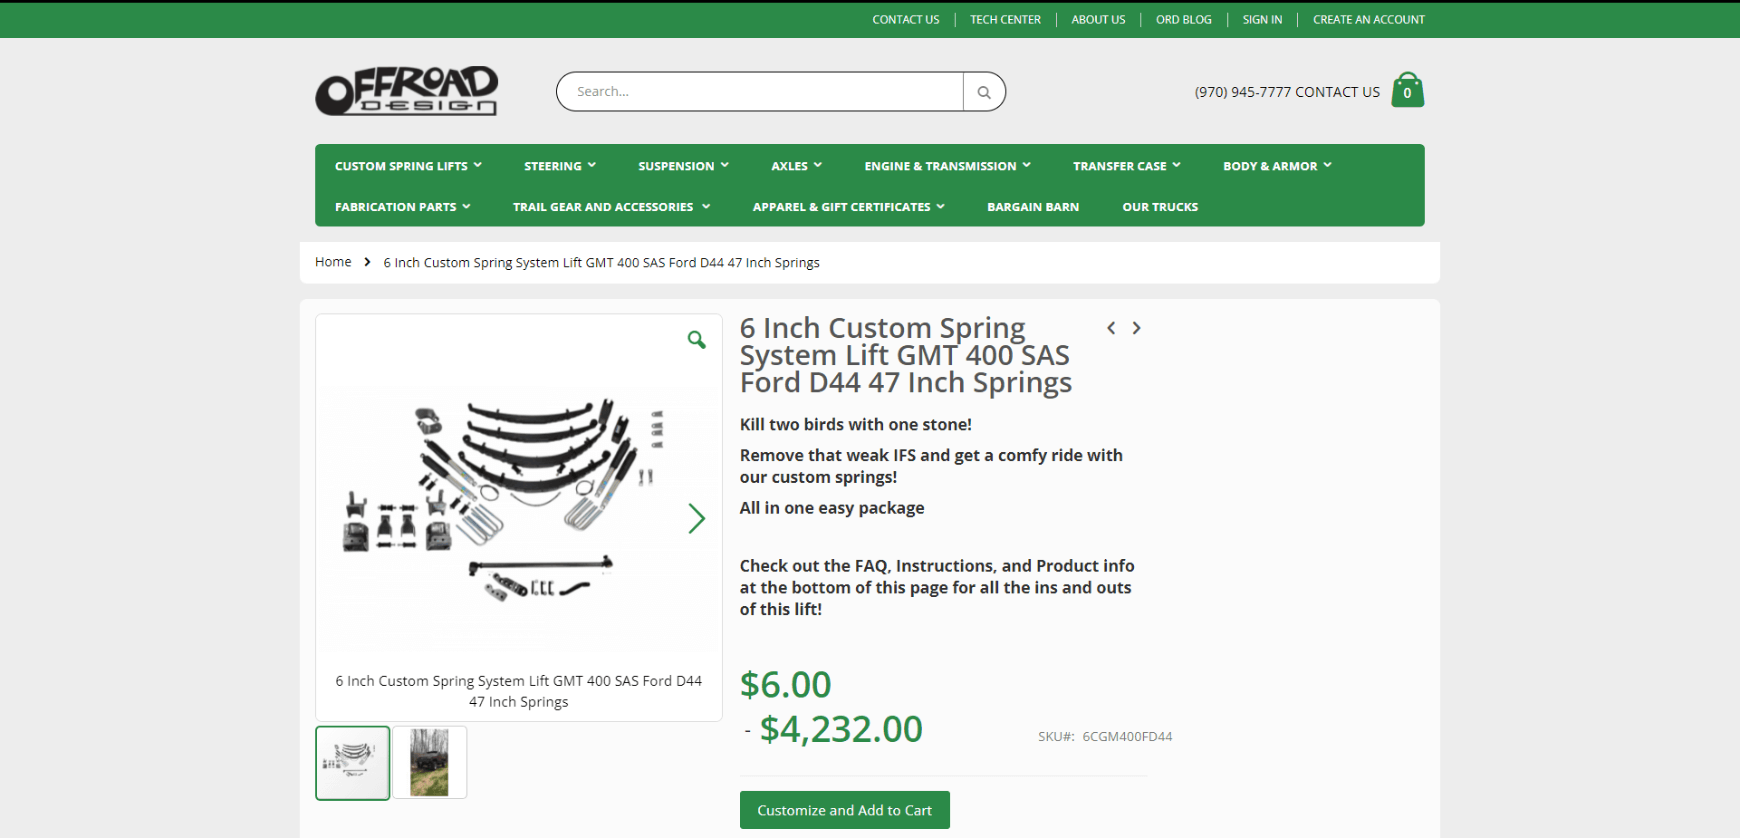 CONTACT US
TECH CENTER
ABOUT US
ORD BLOG
SIGN IN
CREATE AN ACCOUNT
OFFROAD
DESIGN
Search...
(970) 945-7777 CONTACT US
0
CUSTOM SPRING LIFTS
STEERING
SUSPENSION
AXLES
ENGINE & TRANSMISSION
TRANSFER CASE
BODY & ARMOR
FABRICATION PARTS
TRAIL GEAR AND ACCESSORIES
APPAREL & GIFT CERTIFICATES
BARGAIN BARN
OUR TRUCKS
Home
6 Inch Custom Spring System Lift GMT 400 SAS Ford D44 47 Inch Springs
6 Inch Custom Spring System Lift GMT 400 SAS Ford D44
47 Inch Springs
6 Inch Custom Spring
System Lift GMT 400 SAS
Ford D44 47 Inch Springs
Kill two birds with one stone!
Remove that weak IFS and get a comfy ride with
our custom springs!
All in one easy package
Check out the FAQ, Instructions, and Product info
at the bottom of this page for all the ins and outs
of this lift!
$6.00
- $4,232.00
SKU#: 6CGM400FD44
Customize and Add to Cart